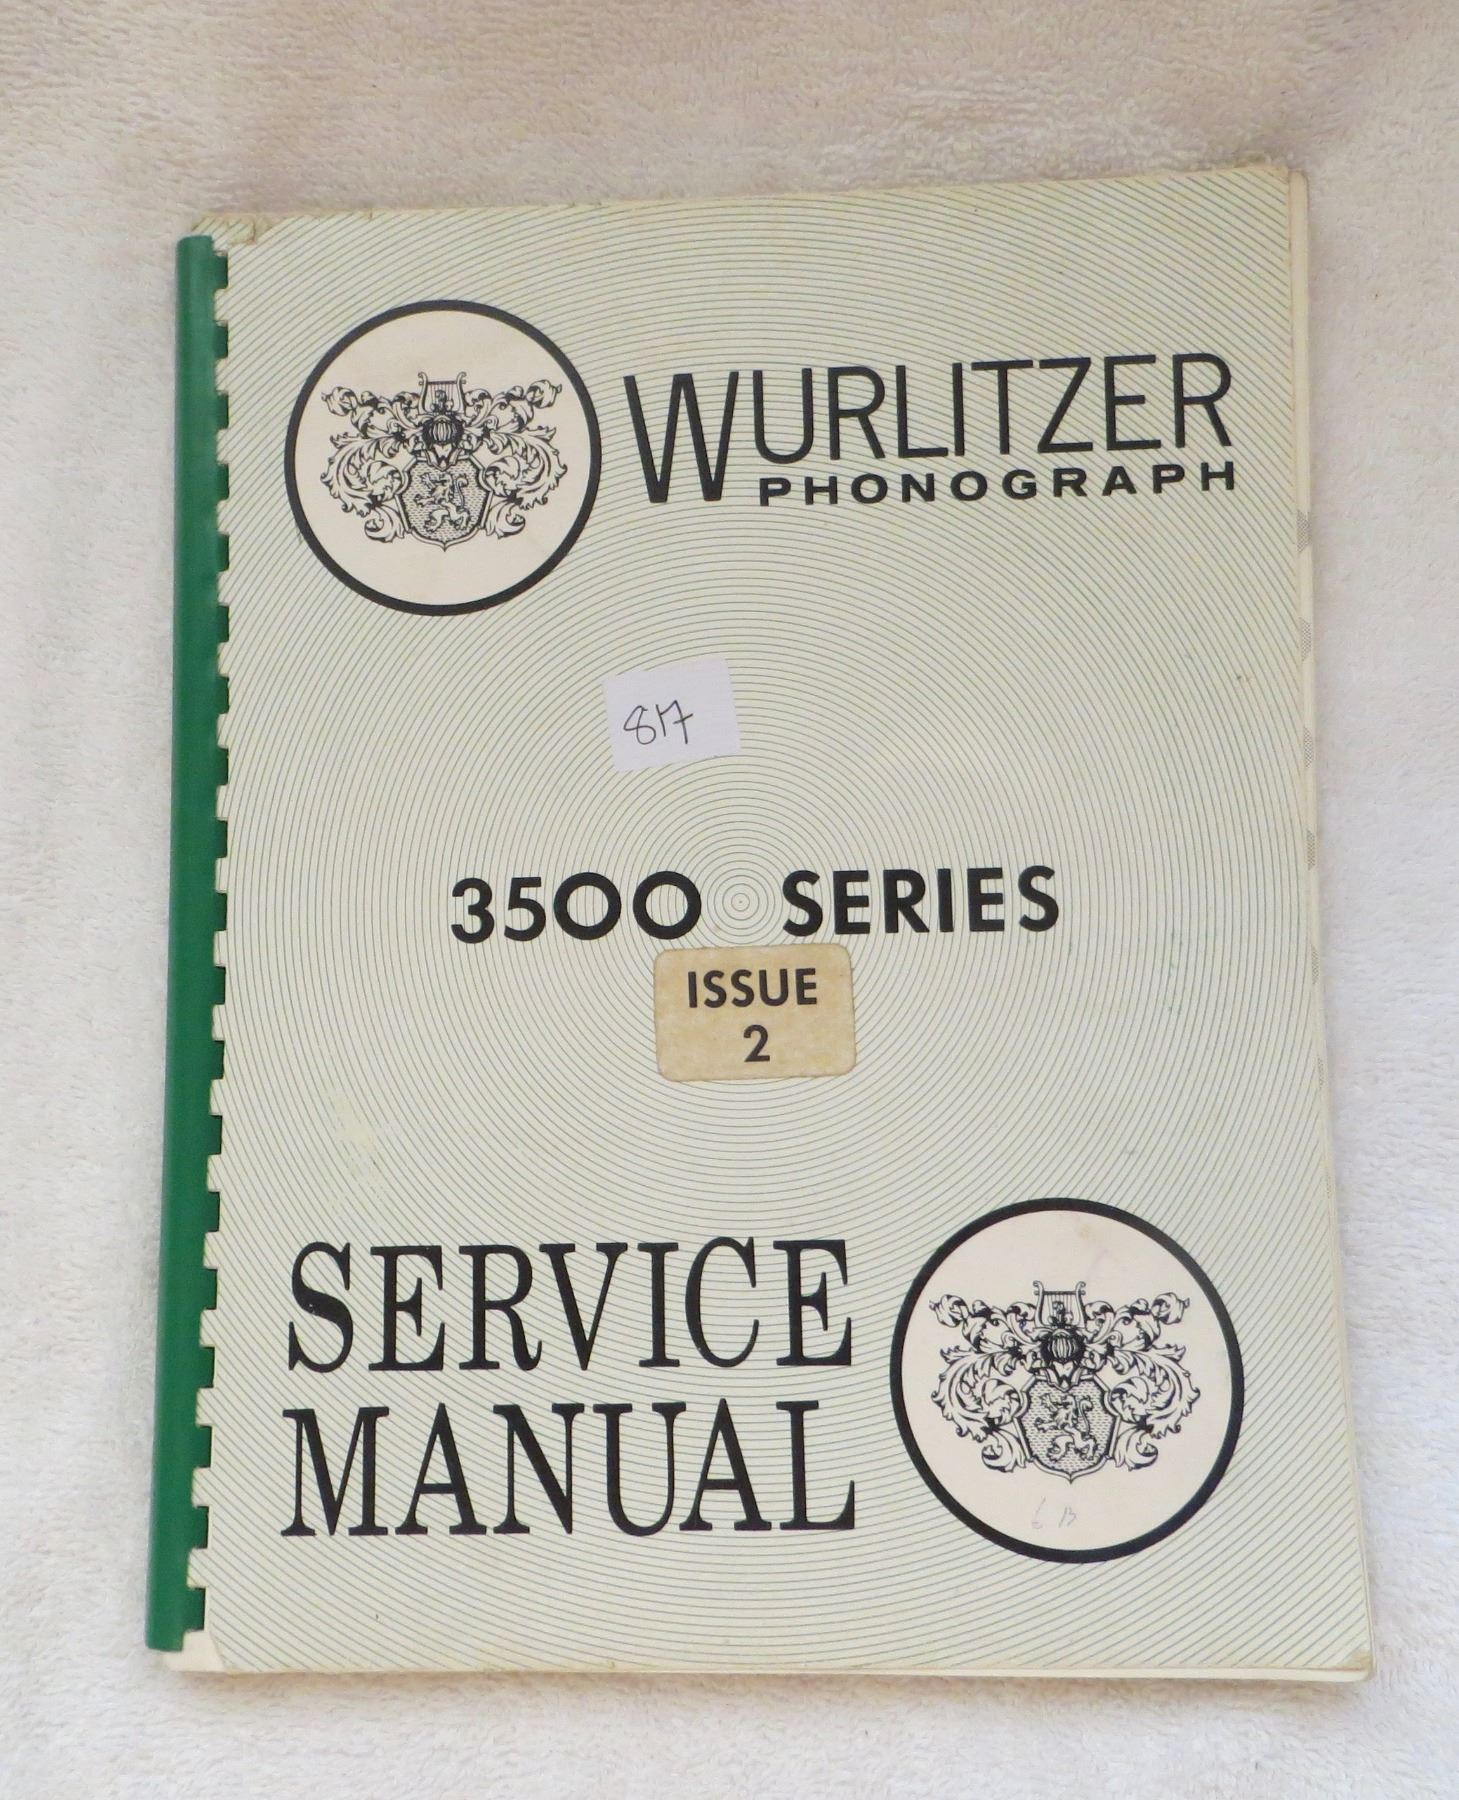 WURLITZER
PHONOGRAPH
817
3500 SERIES
ISSUE
2
SERVICE
MANUAL